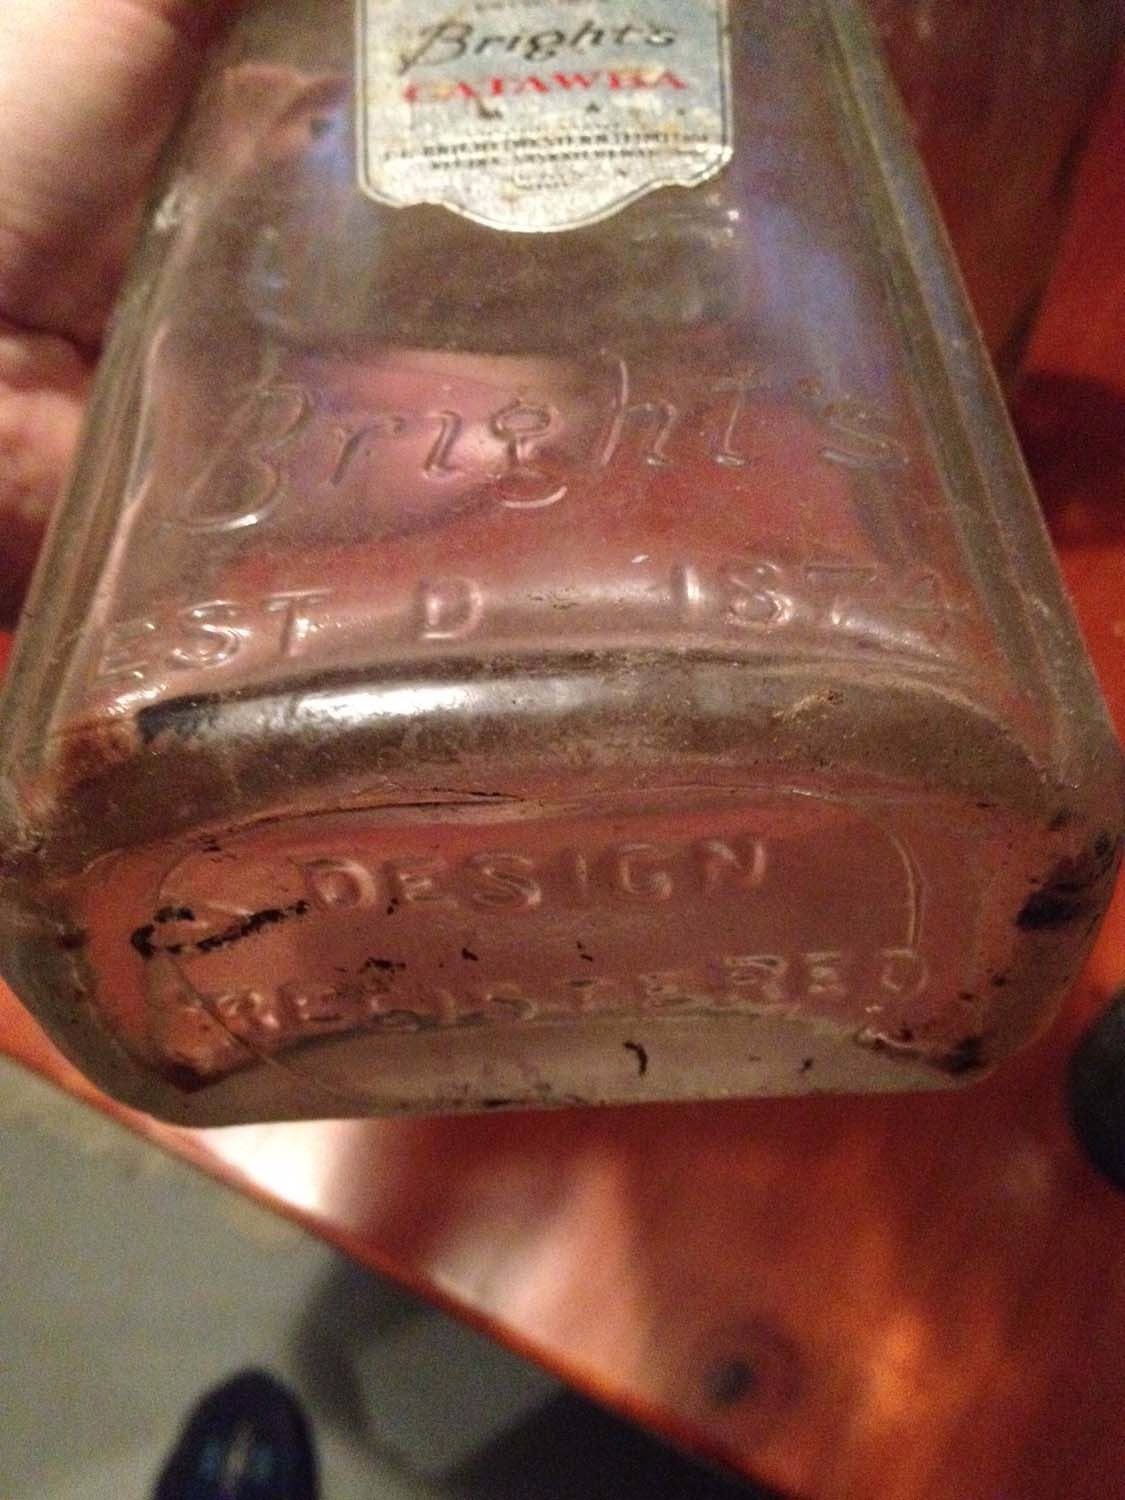 Bright's
CATAWBA
Bright's
EST D 1874
DESIGN
REGISTERED